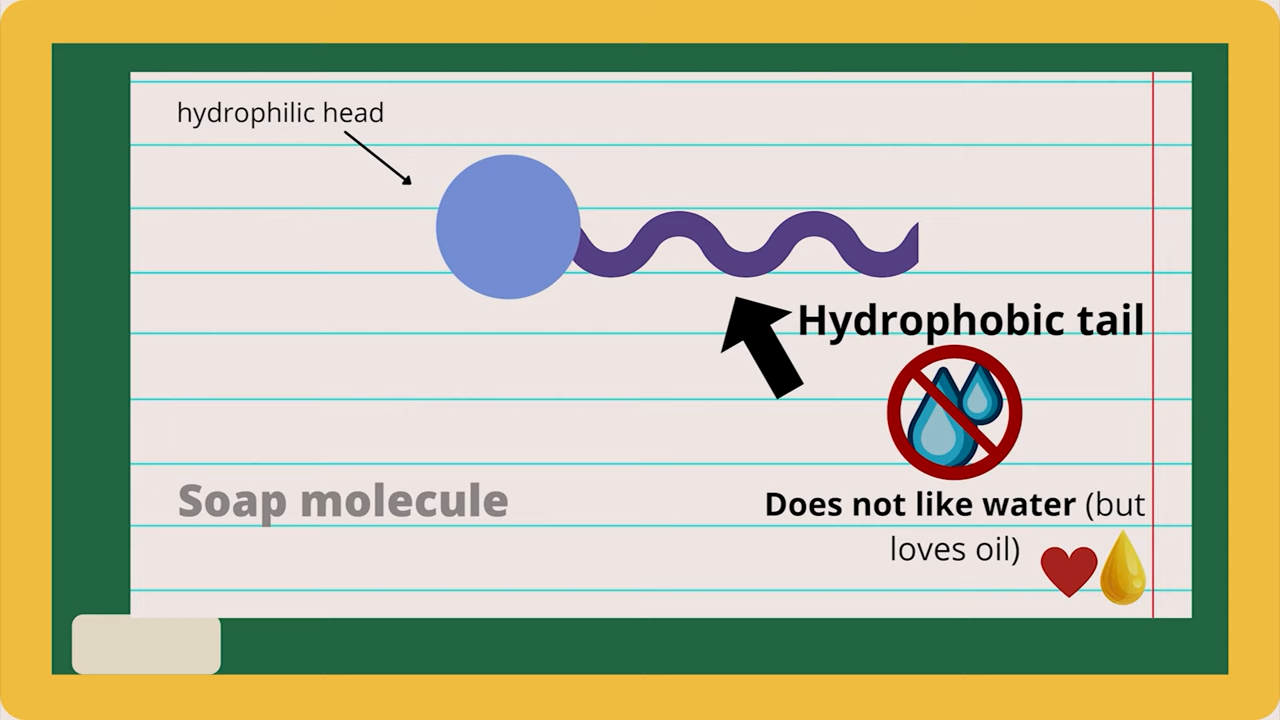 hydrophilic head
Hydrophobic tail
Soap molecule
Does not like water (but
loves oil)